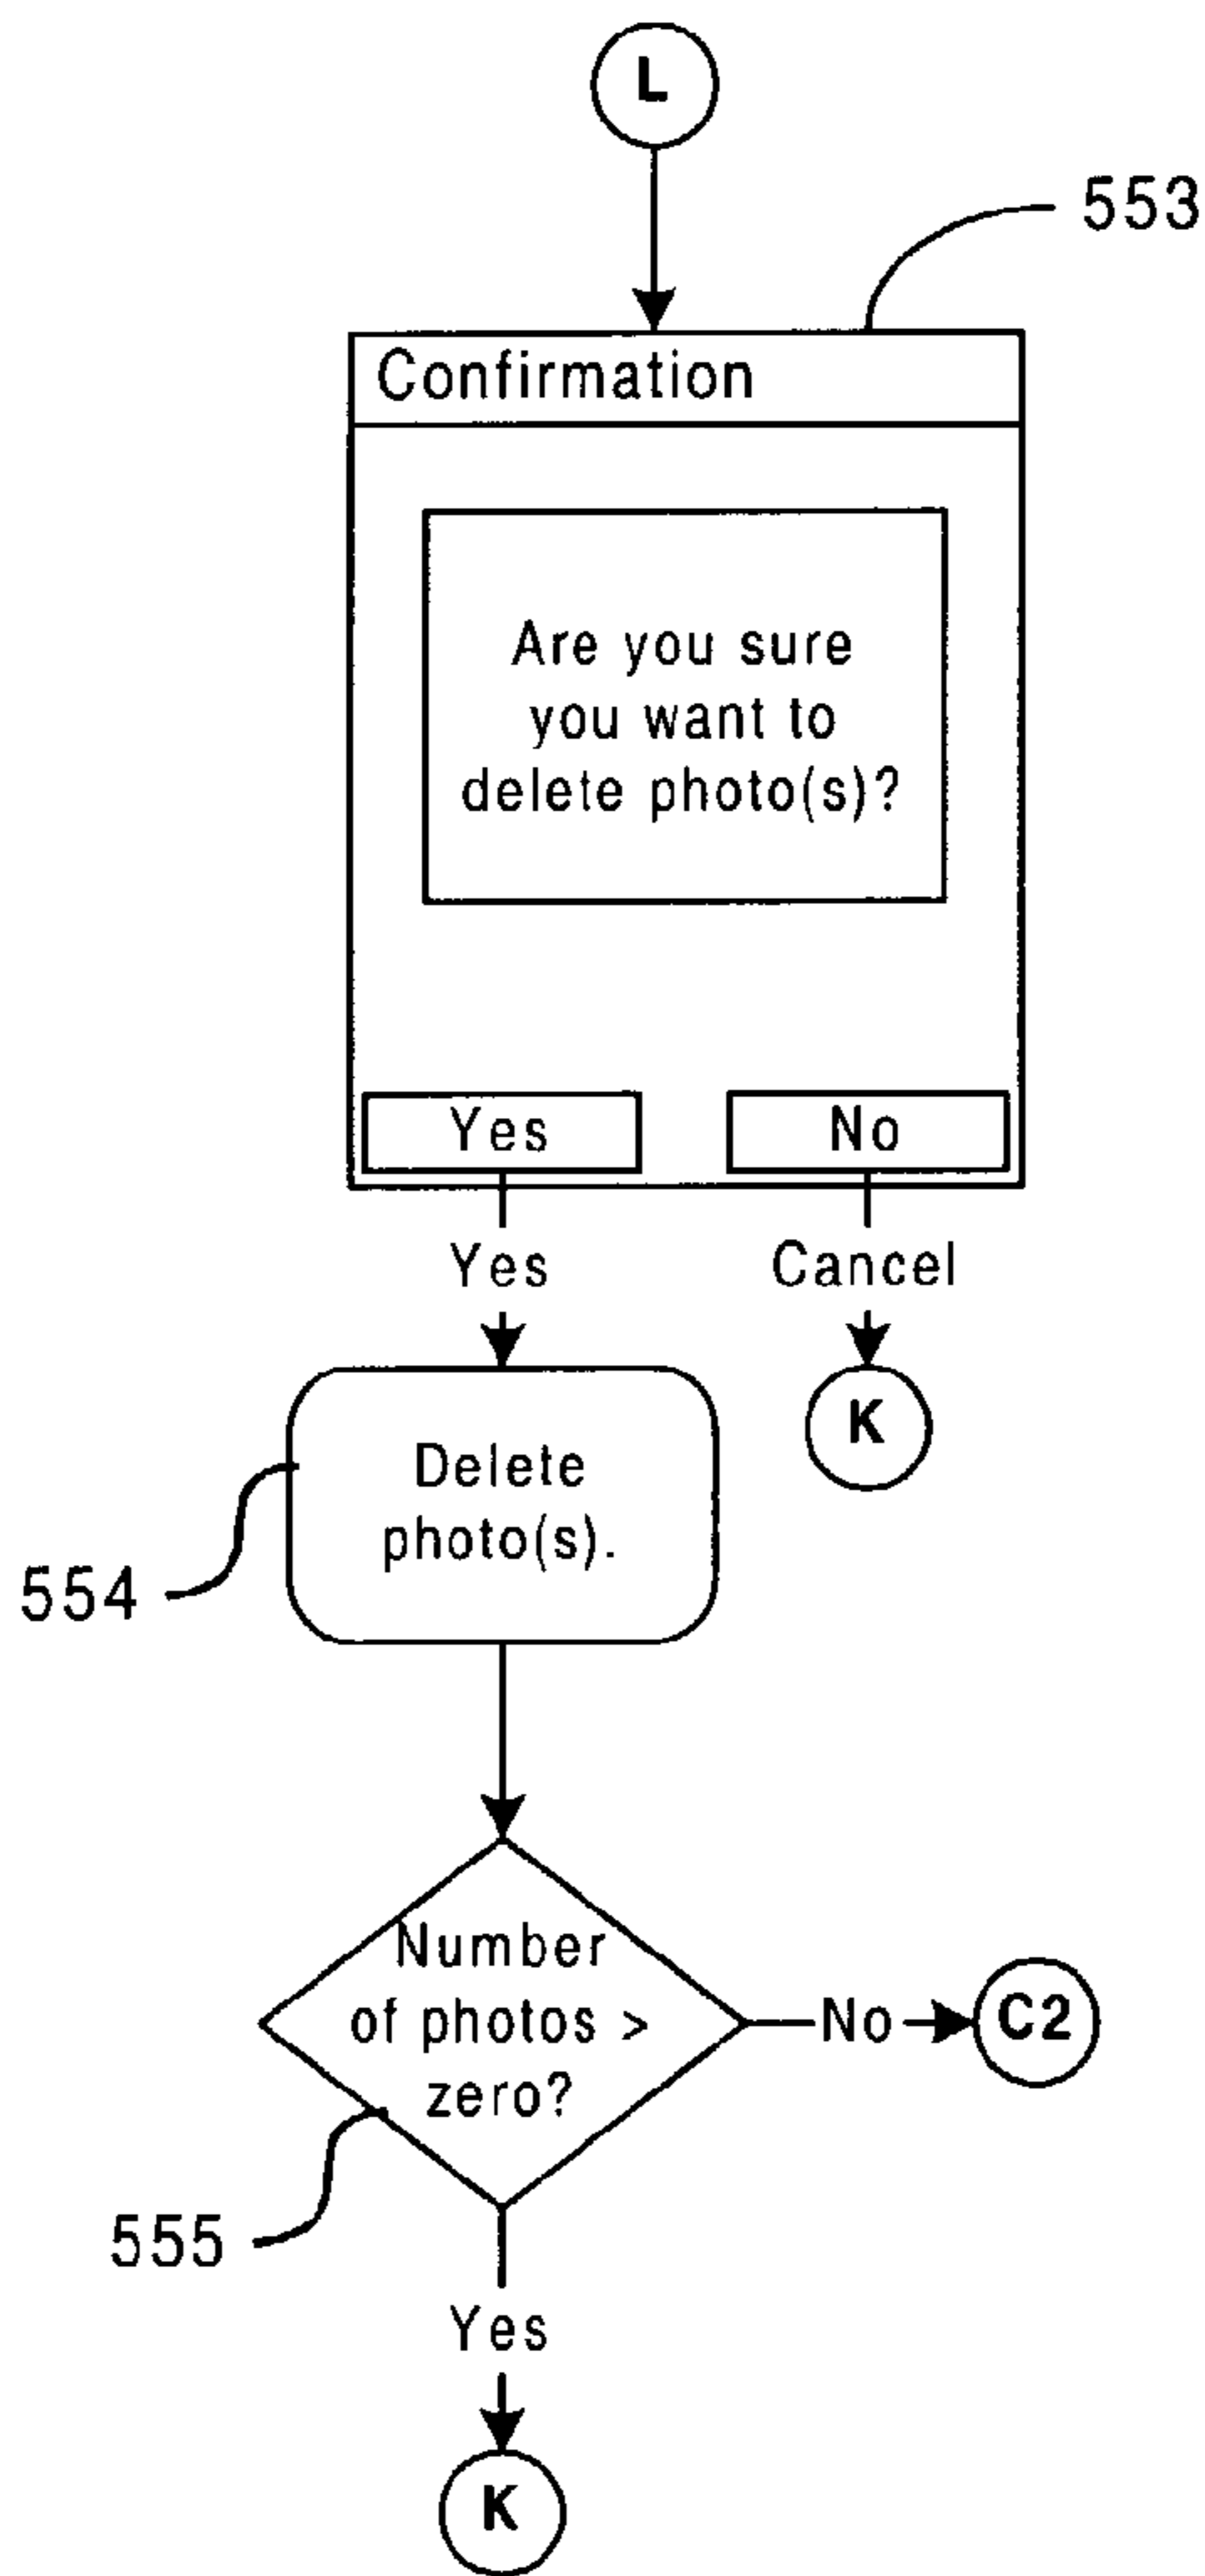 L
553
Confirmation
Are you sure
you want to
delete photo(s)?
Yes
No
Yes
Cancel
K
Delete
photo(s).
554
Number
of photos >
zero?
No
C2
555
Yes
K